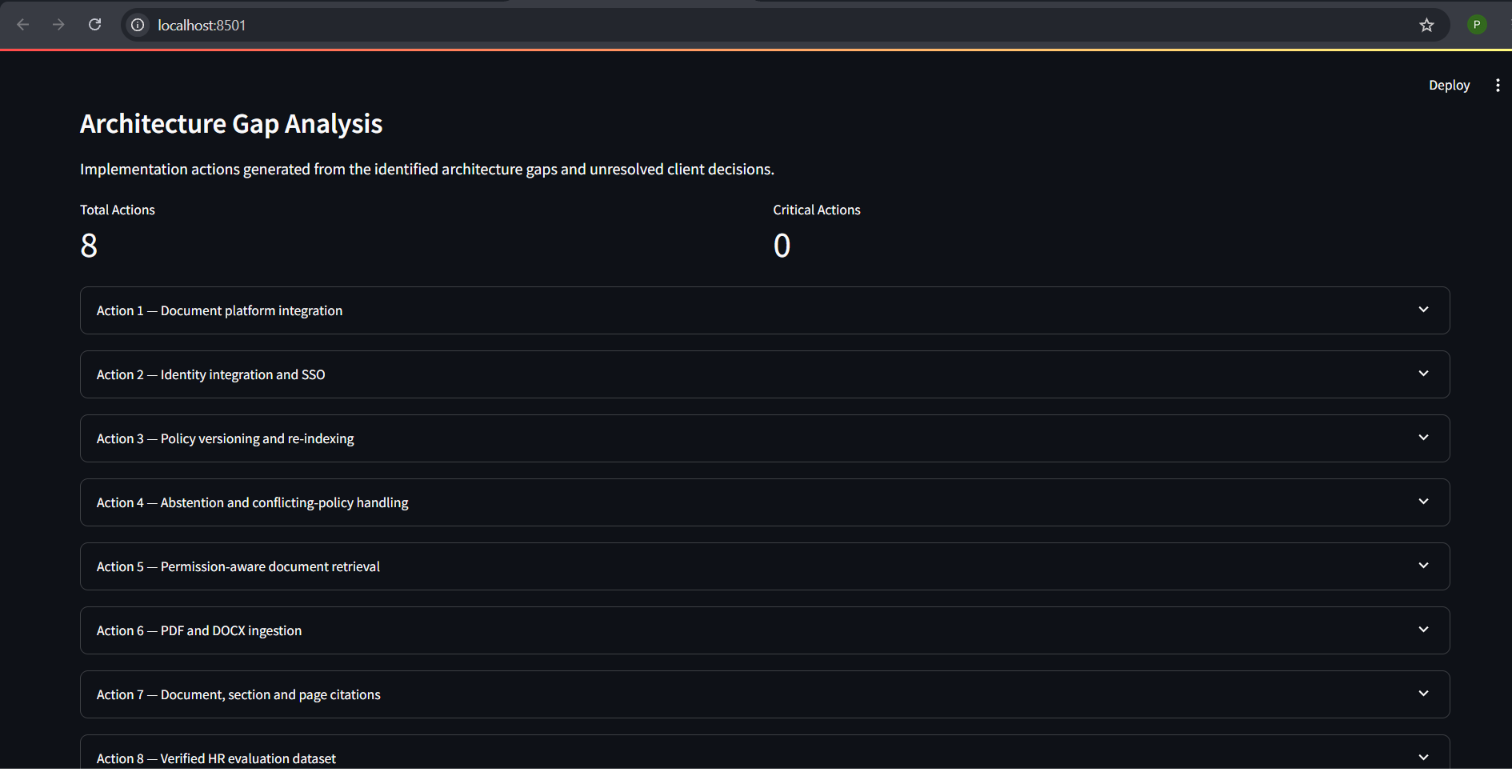 localhost:8501
P
Deploy
Architecture Gap Analysis
Implementation actions generated from the identified architecture gaps and unresolved client decisions.
Total Actions
Critical Actions
8
0
Action 1 — Document platform integration
Action 2 — Identity integration and SSO
Action 3 — Policy versioning and re-indexing
Action 4 — Abstention and conflicting-policy handling
Action 5 — Permission-aware document retrieval
Action 6 — PDF and DOCX ingestion
Action 7 — Document, section and page citations
Action 8 — Verified HR evaluation dataset